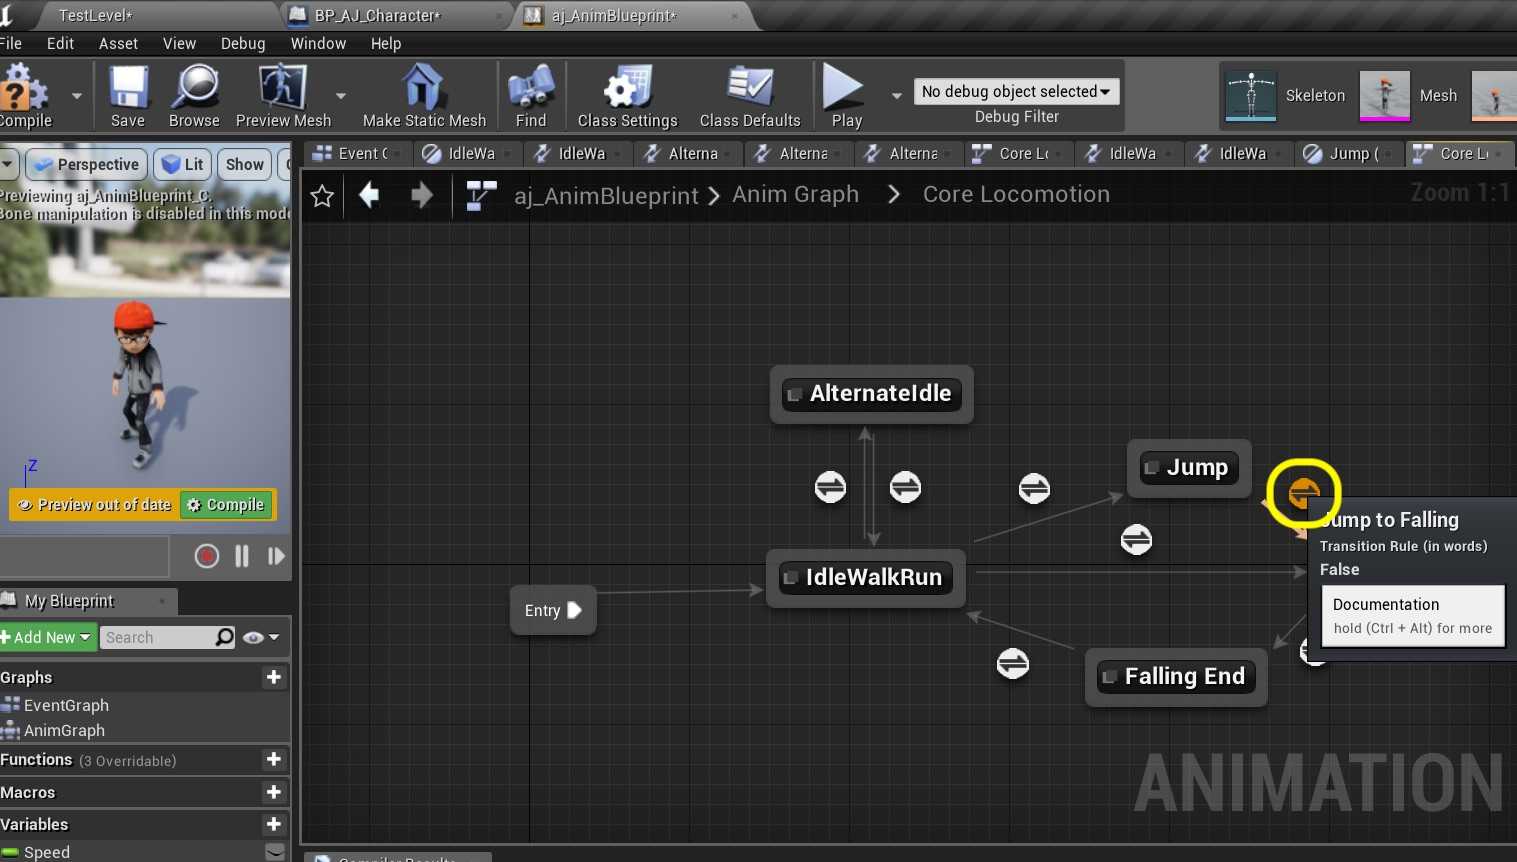 TestLevel*
BP_AJ_Character*
aj_AnimBlueprint*
File Edit Asset View Debug Window Help
Compile
Save
Browse
Preview Mesh
Make Static Mesh
Find
Class Settings
Class Defaults
Play
No debug object selected
Debug Filter
Skeleton
Mesh
Perspective
Lit
Show
Event
IdleWa
IdleWa
Alterna
Alterna
Alterna
Core Lo
IdleWa
IdleWa
Jump (
Core L
Previewing aj_AnimBlueprint_C.
Bone manipulation is disabled in this mode
aj_AnimBlueprint > Anim Graph > Core Locomotion
Zoom 1:1
AlternateIdle
Jump
Z
Preview out of date
Compile
Jump to Falling
Transition Rule (in words)
False
Documentation
hold (Ctrl + Alt) for more
IdleWalkRun
Entry
Falling End
My Blueprint
Add New
Search
Graphs
EventGraph
AnimGraph
Functions (3 Overridable)
Macros
Variables
Speed
ANIMATION
Compiler Results